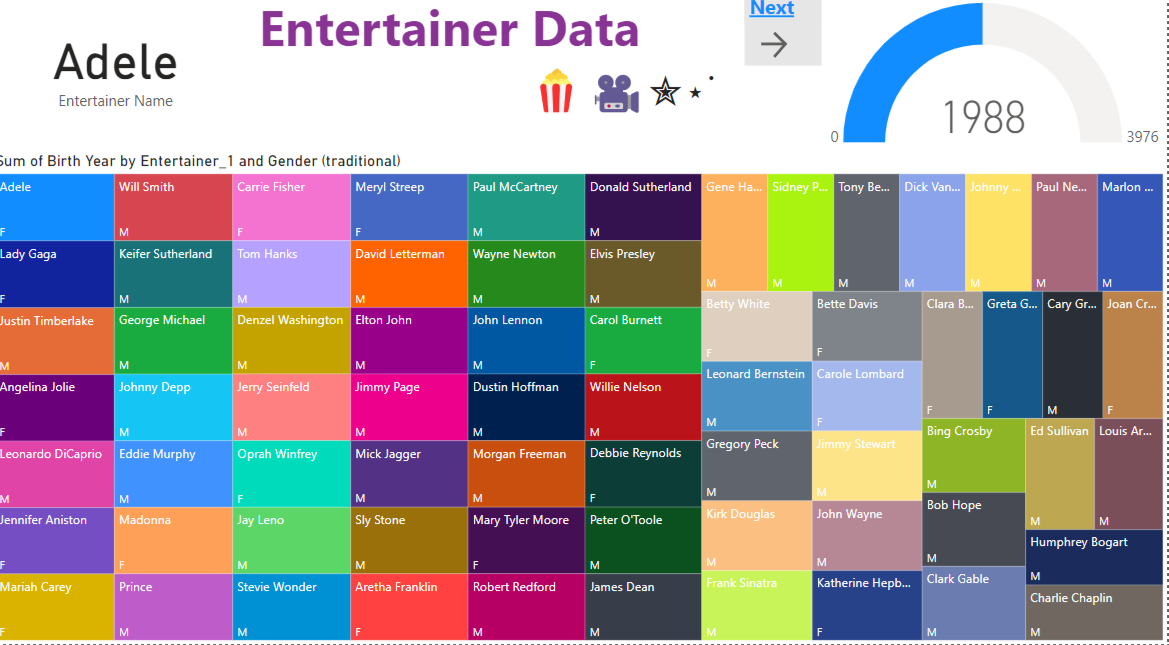 Entertainer Data
Next
Adele
Entertainer Name
1988
0
3976
Sum of Birth Year by Entertainer_1 and Gender (traditional)
Adele
F
Will Smith
M
Carrie Fisher
F
Meryl Streep
F
Paul McCartney
M
Donald Sutherland
M
Gene Ha...
M
Sidney P...
M
Tony Be...
M
Dick Van...
M
Johnny ...
M
Paul Ne...
M
Marlon ...
M
Lady Gaga
F
Keifer Sutherland
M
Tom Hanks
M
David Letterman
M
Wayne Newton
M
Elvis Presley
M
Betty White
F
Bette Davis
F
Clara B...
F
Greta G...
F
Cary Gr...
M
Joan Cr...
F
Justin Timberlake
M
George Michael
M
Denzel Washington
M
Elton John
M
John Lennon
M
Carol Burnett
F
Leonard Bernstein
M
Carole Lombard
F
Angelina Jolie
F
Johnny Depp
M
Jerry Seinfeld
M
Jimmy Page
M
Dustin Hoffman
M
Willie Nelson
M
Gregory Peck
M
Jimmy Stewart
M
Bing Crosby
M
Ed Sullivan
M
Louis Ar...
M
Leonardo DiCaprio
M
Eddie Murphy
M
Oprah Winfrey
F
Mick Jagger
M
Morgan Freeman
M
Debbie Reynolds
F
Kirk Douglas
M
John Wayne
M
Bob Hope
M
Humphrey Bogart
M
Jennifer Aniston
F
Madonna
F
Jay Leno
M
Sly Stone
M
Mary Tyler Moore
F
Peter O'Toole
M
Frank Sinatra
M
Katherine Hepb...
F
Clark Gable
M
Charlie Chaplin
M
Mariah Carey
F
Prince
M
Stevie Wonder
M
Aretha Franklin
F
Robert Redford
M
James Dean
M